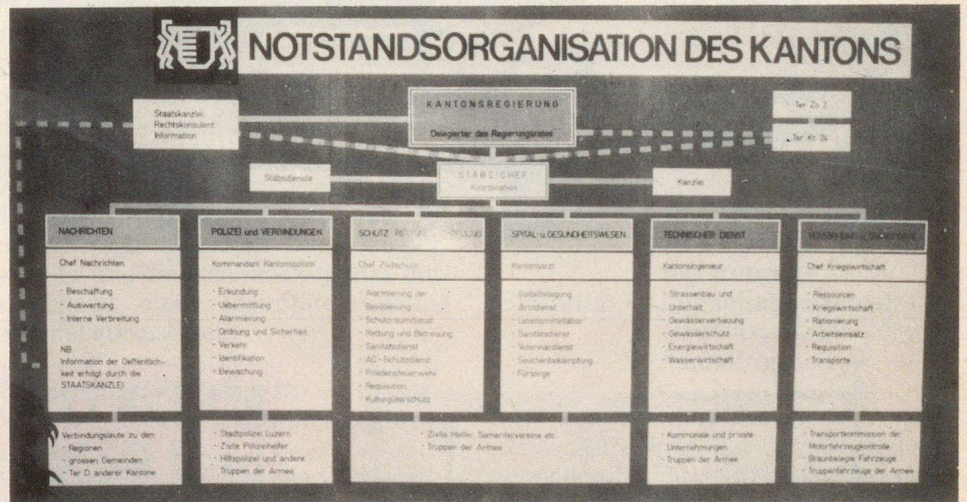 NOTSTANDSORGANISATION DES KANTONS
Staatskanzlei
Rechtskonsulent
Information
KANTONSREGIERUNG
Delegierter des Regierungsrates
Ter Zo 2
Ter Kr 24
Stabsdienste
STABSCHEF
Koordination
Kanzlei
NACHRICHTEN
Chef Nachrichten
- Beschaffung
- Auswertung
- Interne Verbreitung
NB:
Information der Oeffentlich-
keit erfolgt durch die
STAATSKANZLEI
Verbindungsleute zu den:
- Regionen
- grossen Gemeinden
- Ter D anderer Kantone
POLIZEI und VERBINDUNGEN
Kommandant Kantonspolizei
- Erkundung
- Uebermittlung
- Alarmierung
- Ordnung und Sicherheit
- Verkehr
- Identifikation
- Bewachung
- Stadtpolizei Luzern
- Zivile Polizeihelfer
- Hilfspolizei und andere
Truppen der Armee
SCHUTZ
Chef Zivilschutz
- Alarmierung der
Bevölkerung
- Schutzraumdienst
- Rettung und Betreuung
- Sanitätsdienst
- AC-Schutzdienst
- Friedensfeuerwehr
- Requisition
- Kulturgüterschutz
SPITAL- u GESUNDHEITSWESEN
Kantonsarzt
- Spitalbelegung
- Arztdienst
- Lebensmittellabor
- Sanitätsdienst
- Veterinärdienst
- Seuchenbekämpfung
- Fürsorge
- Zivile Helfer, Samaritervereine etc.
- Truppen der Armee
TECHNISCHER DIENST
Kantonsingenieur
- Strassenbau und
Unterhalt
- Gewässerverbauung
- Gewässerschutz
- Energiewirtschaft
- Wasserwirtschaft
- Kommunale und private
Unternehmungen
- Truppen der Armee
Chef Kriegswirtschaft
- Ressourcen
- Kriegswirtschaft
- Rationierung
- Arbeitseinsatz
- Requisition
- Transporte
- Transportkommission der
Motorfahrzeugkontrolle
- Braunbelegte Fahrzeuge
- Truppenfahrzeuge der Armee